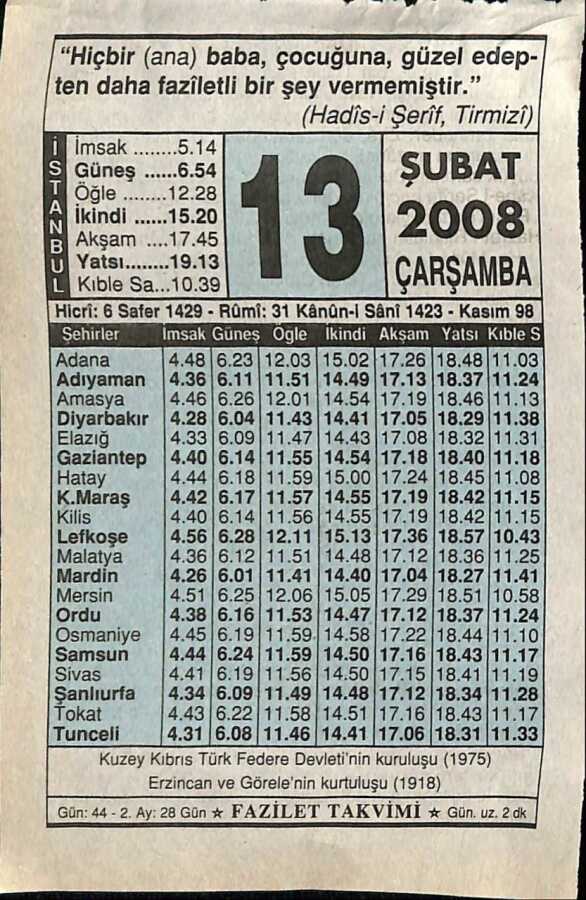 “Hiçbir (ana) baba, çocuğuna, güzel edep-
ten daha fazîletli bir şey vermemiştir.”
(Hadîs-i Şerîf, Tirmizî)
İSTANBUL
İmsak ........5.14
Güneş ......6.54
Öğle ........12.28
İkindi ......15.20
Akşam ....17.45
Yatsı........19.13
Kıble Sa...10.39
13
ŞUBAT
2008
ÇARŞAMBA
Hicrî: 6 Safer 1429 - Rûmî: 31 Kânûn-i Sânî 1423 - Kasım 98
Şehirler İmsak Güneş Öğle İkindi Akşam Yatsı Kıble S
Adana 4.48 6.23 12.03 15.02 17.26 18.48 11.03
Adıyaman 4.36 6.11 11.51 14.49 17.13 18.37 11.24
Amasya 4.46 6.26 12.01 14.54 17.19 18.46 11.13
Diyarbakır 4.28 6.04 11.43 14.41 17.05 18.29 11.38
Elazığ 4.33 6.09 11.47 14.43 17.08 18.32 11.31
Gaziantep 4.40 6.14 11.55 14.54 17.18 18.40 11.18
Hatay 4.44 6.18 11.59 15.00 17.24 18.45 11.08
K.Maraş 4.42 6.17 11.57 14.55 17.19 18.42 11.15
Kilis 4.40 6.14 11.56 14.55 17.19 18.42 11.15
Lefkoşe 4.56 6.28 12.11 15.13 17.36 18.57 10.43
Malatya 4.36 6.12 11.51 14.48 17.12 18.36 11.25
Mardin 4.26 6.01 11.41 14.40 17.04 18.27 11.41
Mersin 4.51 6.25 12.06 15.05 17.29 18.51 10.58
Ordu 4.38 6.16 11.53 14.47 17.12 18.37 11.24
Osmaniye 4.45 6.19 11.59 14.58 17.22 18.44 11.10
Samsun 4.44 6.24 11.59 14.50 17.16 18.43 11.17
Sivas 4.41 6.19 11.56 14.50 17.15 18.41 11.19
Şanlıurfa 4.34 6.09 11.49 14.48 17.12 18.34 11.28
Tokat 4.43 6.22 11.58 14.51 17.16 18.43 11.17
Tunceli 4.31 6.08 11.46 14.41 17.06 18.31 11.33
Kuzey Kıbrıs Türk Federe Devleti'nin kuruluşu (1975)
Erzincan ve Görele'nin kurtuluşu (1918)
Gün: 44 - 2. Ay: 28 Gün ★ FAZİLET TAKVİMİ ★ Gün. uz. 2 dk